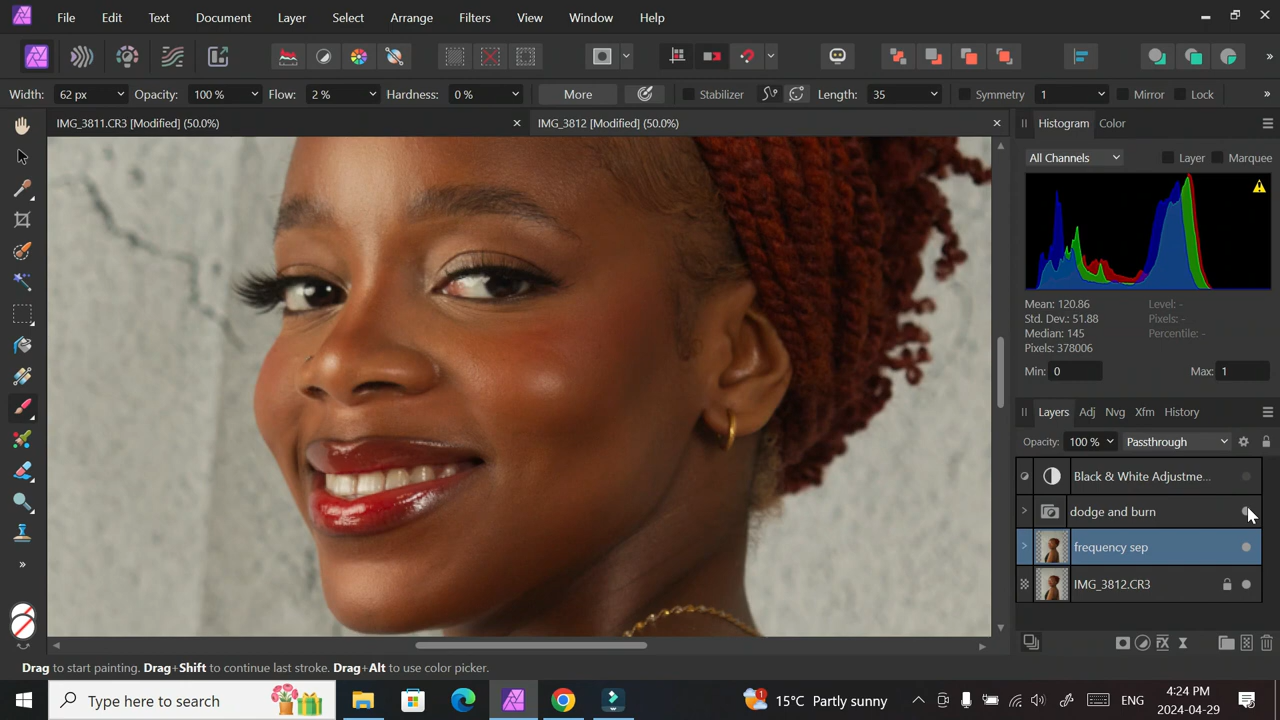 File Edit Text Document Layer Select Arrange Filters View Window Help
Width: 62 px Opacity: 100 % Flow: 2 % Hardness: 0 % More Stabilizer Length: 35 Symmetry 1 Mirror Lock
IMG_3811.CR3 [Modified] (50.0%)
IMG_3812 [Modified] (50.0%)
Histogram Color
All Channels Layer Marquee
Mean: 120.86 Level: -
Std. Dev.: 51.88 Pixels: -
Median: 145 Percentile: -
Pixels: 378006
Min: 0 Max: 1
Layers Adj Nvg Xfm History
Opacity: 100 % Passthrough
Black & White Adjustme...
dodge and burn
frequency sep
IMG_3812.CR3
Drag to start painting. Drag+Shift to continue last stroke. Drag+Alt to use color picker.
Type here to search
1 15°C Partly sunny ENG 4:24 PM
2024-04-29